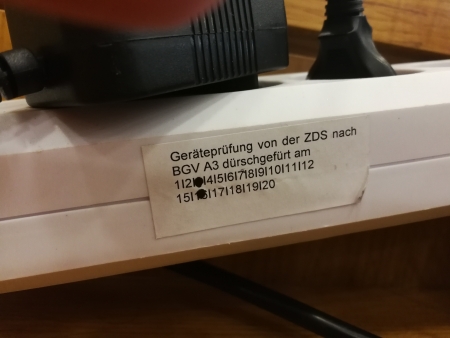 Geräteprüfung von der ZDS nach
BGV A3 dürschgefürt am
1|2|●|4|5|6|7|8|9|10|11|12
15|●|17|18|19|20